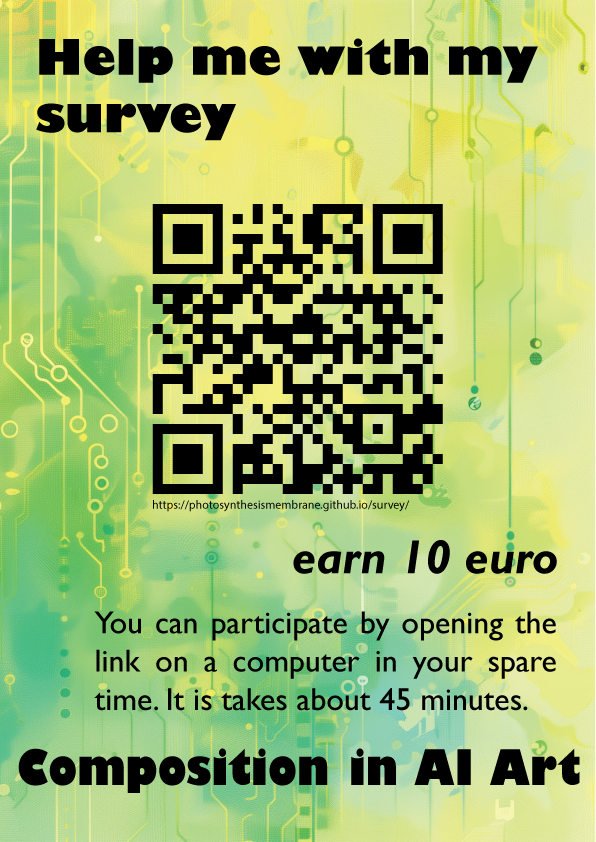 Help me with my
survey
https://photosynthesismembrane.github.io/survey/
earn 10 euro
You can participate by opening the
link on a computer in your spare
time. It is takes about 45 minutes.
Composition in AI Art